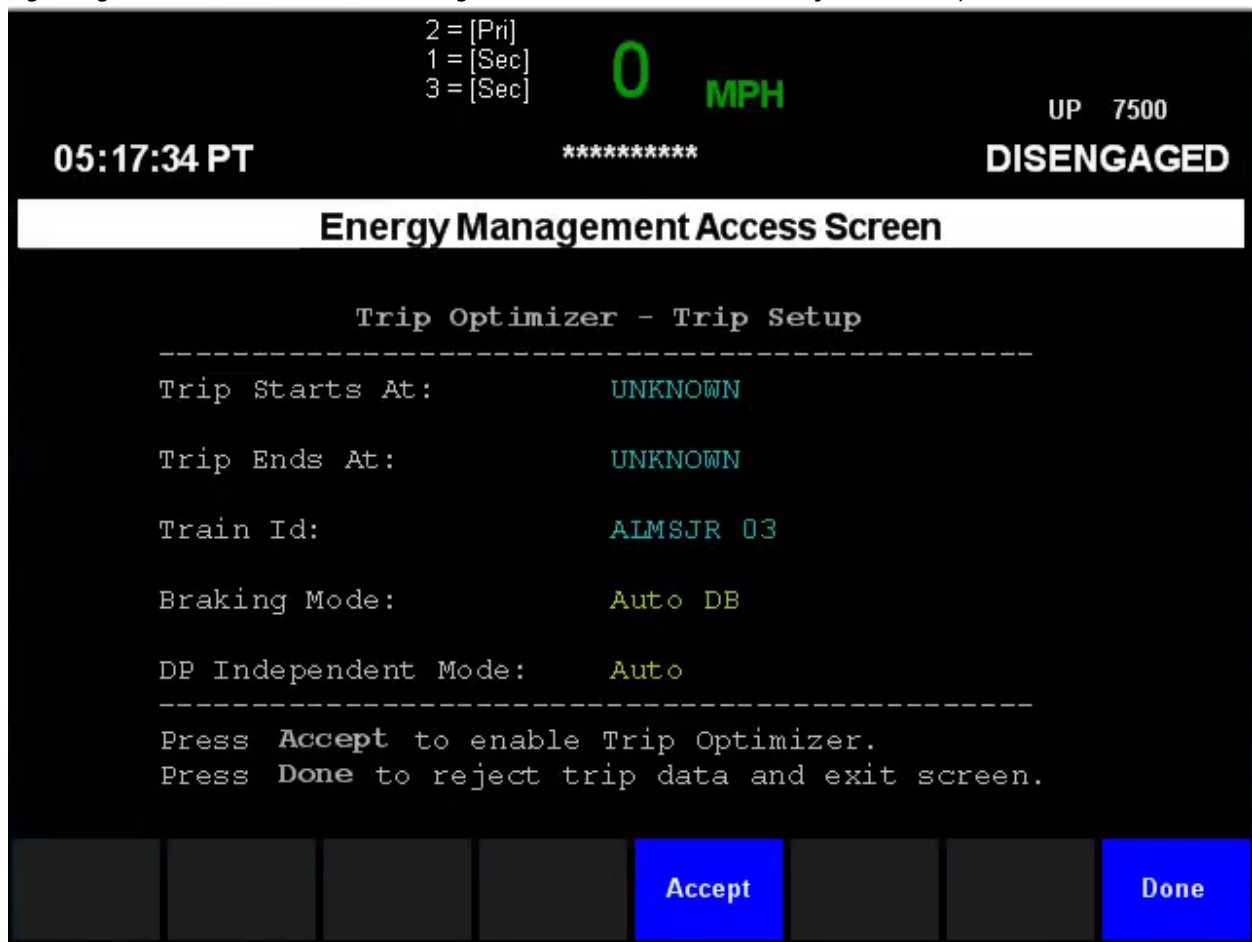 2 = [Pri]
1 = [Sec]
3 = [Sec]
0 MPH
UP 7500
05:17:34 PT
**********
DISENGAGED
Energy Management Access Screen
Trip Optimizer - Trip Setup
------------------------------------------------
Trip Starts At: UNKNOWN
Trip Ends At: UNKNOWN
Train Id: ALMSJR 03
Braking Mode: Auto DB
DP Independent Mode: Auto
------------------------------------------------
Press Accept to enable Trip Optimizer.
Press Done to reject trip data and exit screen.
Accept
Done